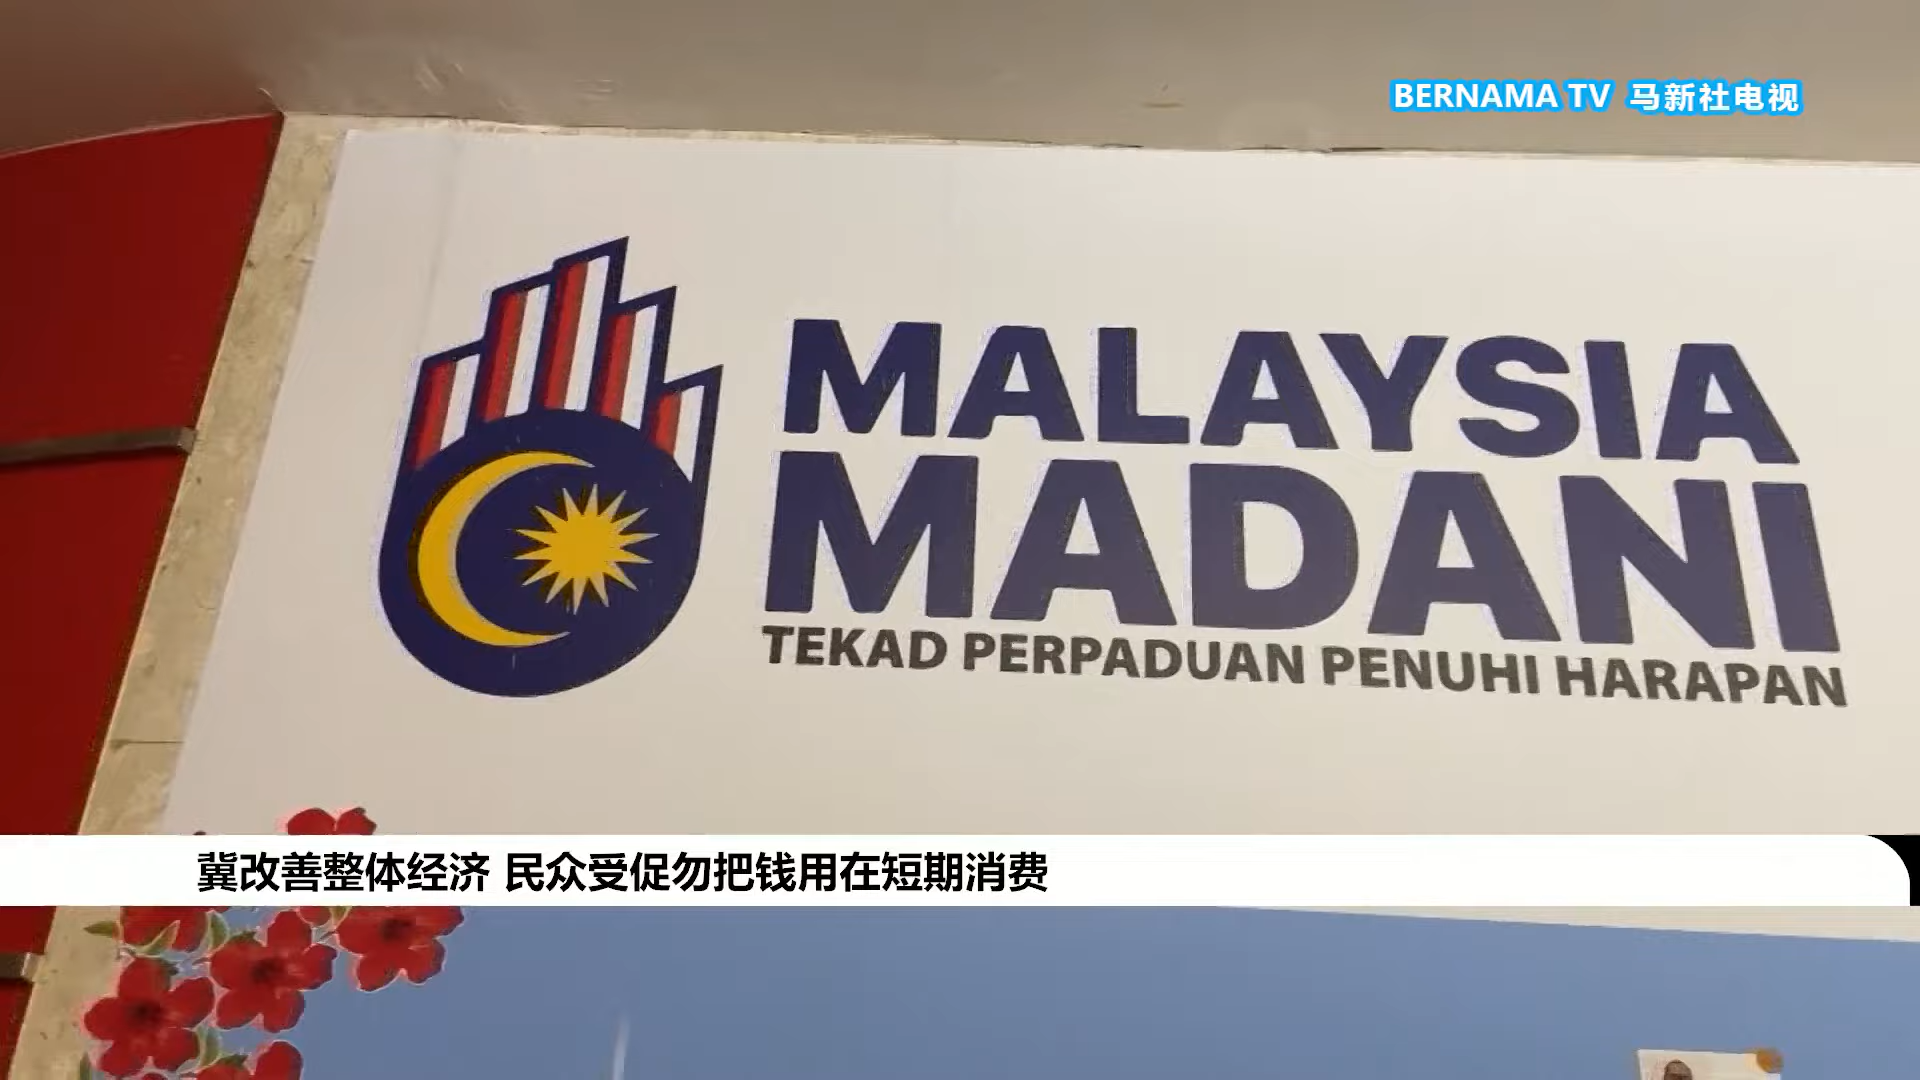 BERNAMA TV 马新社电视
MALAYSIA
MADANI
TEKAD PERPADUAN PENUHI HARAPAN
冀改善整体经济 民众受促勿把钱用在短期消费